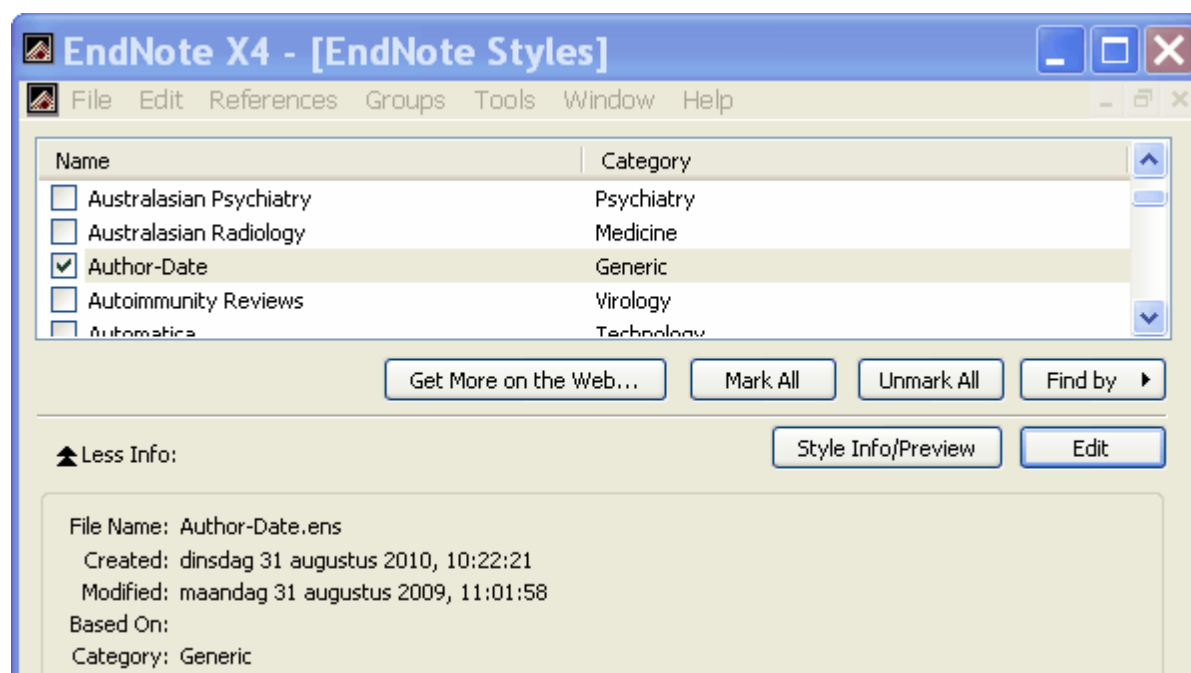 EndNote X4 - [EndNote Styles]
File Edit References Groups Tools Window Help
Name Category
Australasian Psychiatry Psychiatry
Australasian Radiology Medicine
Author-Date Generic
Autoimmunity Reviews Virology
Automatica Technology
Get More on the Web... Mark All Unmark All Find by
Less Info: Style Info/Preview Edit
File Name: Author-Date.ens
Created: dinsdag 31 augustus 2010, 10:22:21
Modified: maandag 31 augustus 2009, 11:01:58
Based On:
Category: Generic